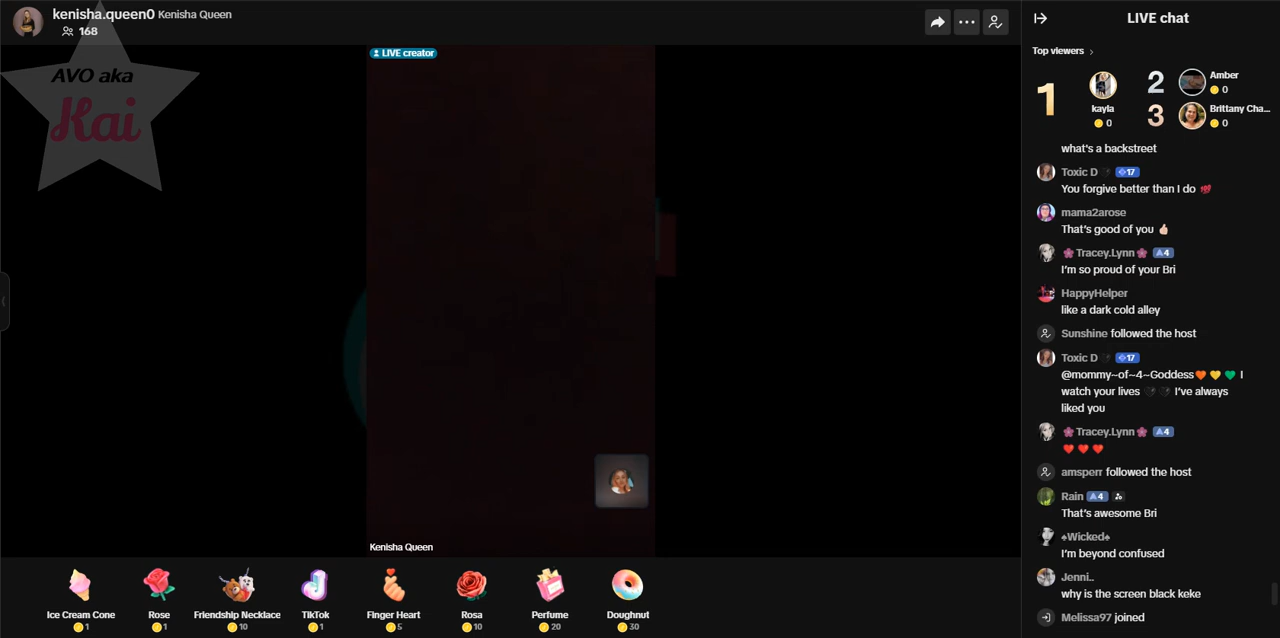 kenisha.queen0 Kenisha Queen
168
AVO aka
Kai
LIVE creator
Kenisha Queen
Ice Cream Cone
1
Rose
1
Friendship Necklace
10
TikTok
1
Finger Heart
5
Rosa
10
Perfume
20
Doughnut
30
LIVE chat
Top viewers
1
kayla
0
2
Amber
0
3
Brittany Cha...
0
what's a backstreet
Toxic D 17
You forgive better than I do 💯
mama2arose
That's good of you 👍🏻
🌸Tracey.Lynn🌸 4
I'm so proud of your Bri
HappyHelper
like a dark cold alley
Sunshine followed the host
Toxic D 17
@mommy~of~4~Goddess🧡 💛 💚 I
watch your lives 🖤 🖤 I've always
liked you
🌸Tracey.Lynn🌸 4
❤️ ❤️ ❤️
amsperr followed the host
Rain 4
That's awesome Bri
♠Wicked♠
I'm beyond confused
Jenni..
why is the screen black keke
Melissa97 joined